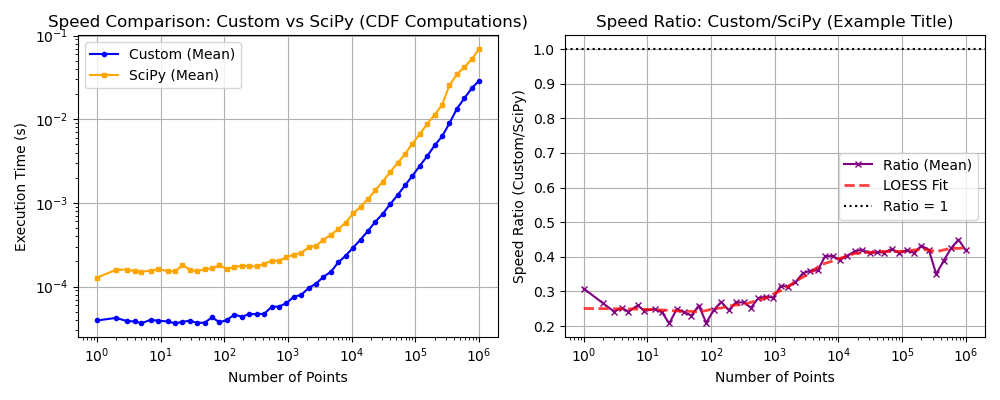 Speed Comparison: Custom vs SciPy (CDF Computations)
Custom (Mean)
SciPy (Mean)
Execution Time (s)
10⁻¹
10⁻²
10⁻³
10⁻⁴
10⁰ 10¹ 10² 10³ 10⁴ 10⁵ 10⁶
Number of Points
Speed Ratio: Custom/SciPy (Example Title)
Speed Ratio (Custom/SciPy)
1.0
0.9
0.8
0.7
0.6
0.5
0.4
0.3
0.2
Ratio (Mean)
LOESS Fit
Ratio = 1
10⁰ 10¹ 10² 10³ 10⁴ 10⁵ 10⁶
Number of Points